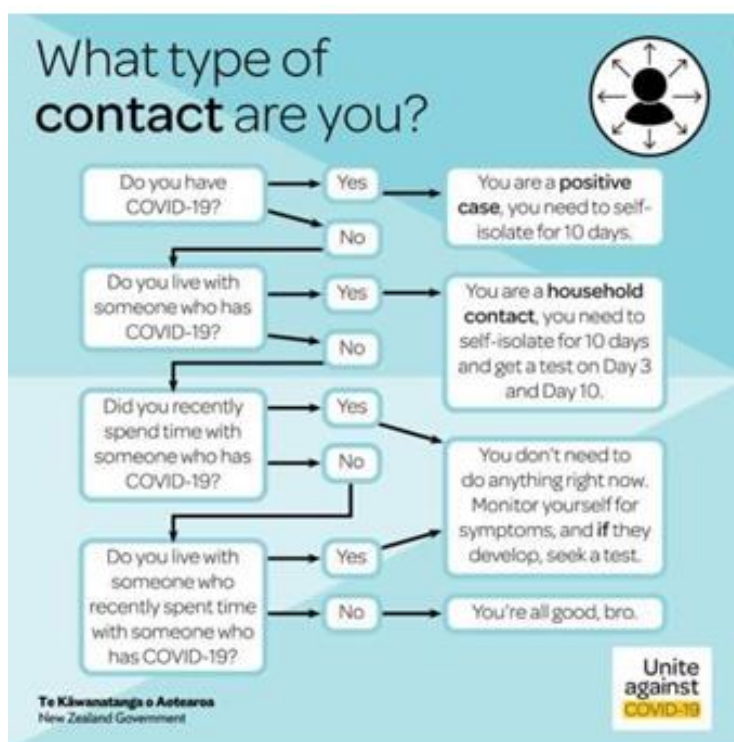 What type of
contact are you?
Do you have
COVID-19?
Yes
No
You are a positive
case, you need to self-
isolate for 10 days.
Do you live with
someone who has
COVID-19?
Yes
No
You are a household
contact, you need to
self-isolate for 10 days
and get a test on Day 3
and Day 10.
Did you recently
spend time with
someone who has
COVID-19?
Yes
No
You don't need to
do anything right now.
Monitor yourself for
symptoms, and if they
develop, seek a test.
Do you live with
someone who
recently spent time
with someone who
has COVID-19?
Yes
No
You're all good, bro.
Te Kāwanatanga o Aotearoa
New Zealand Government
Unite
against
COVID-19